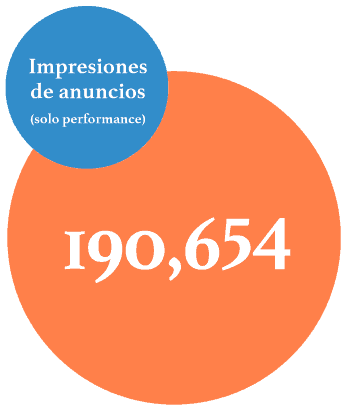 Impresiones
de anuncios
(solo performance)
190,654